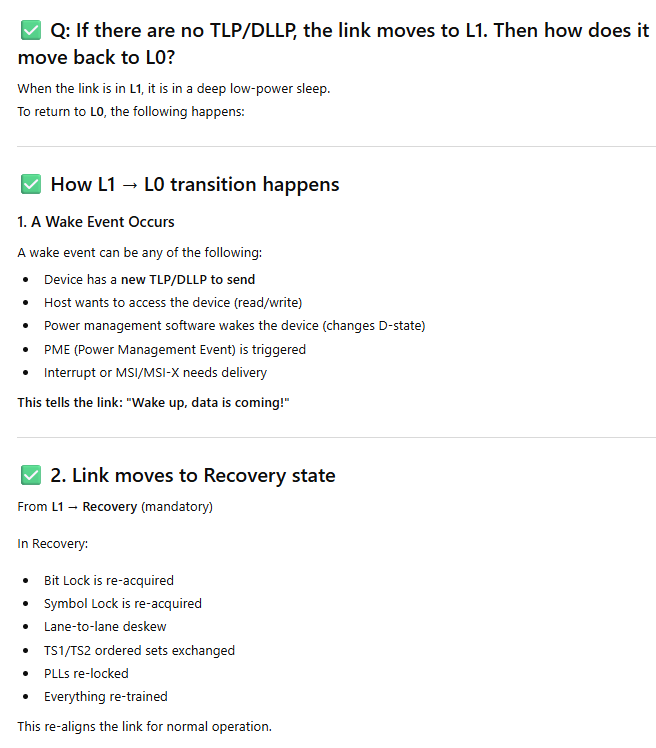 ✅ Q: If there are no TLP/DLLP, the link moves to L1. Then how does it
move back to L0?
When the link is in L1, it is in a deep low-power sleep.
To return to L0, the following happens:
✅ How L1 → L0 transition happens
1. A Wake Event Occurs
A wake event can be any of the following:
• Device has a new TLP/DLLP to send
• Host wants to access the device (read/write)
• Power management software wakes the device (changes D-state)
• PME (Power Management Event) is triggered
• Interrupt or MSI/MSI-X needs delivery
This tells the link: "Wake up, data is coming!"
✅ 2. Link moves to Recovery state
From L1 → Recovery (mandatory)
In Recovery:
• Bit Lock is re-acquired
• Symbol Lock is re-acquired
• Lane-to-lane deskew
• TS1/TS2 ordered sets exchanged
• PLLs re-locked
• Everything re-trained
This re-aligns the link for normal operation.